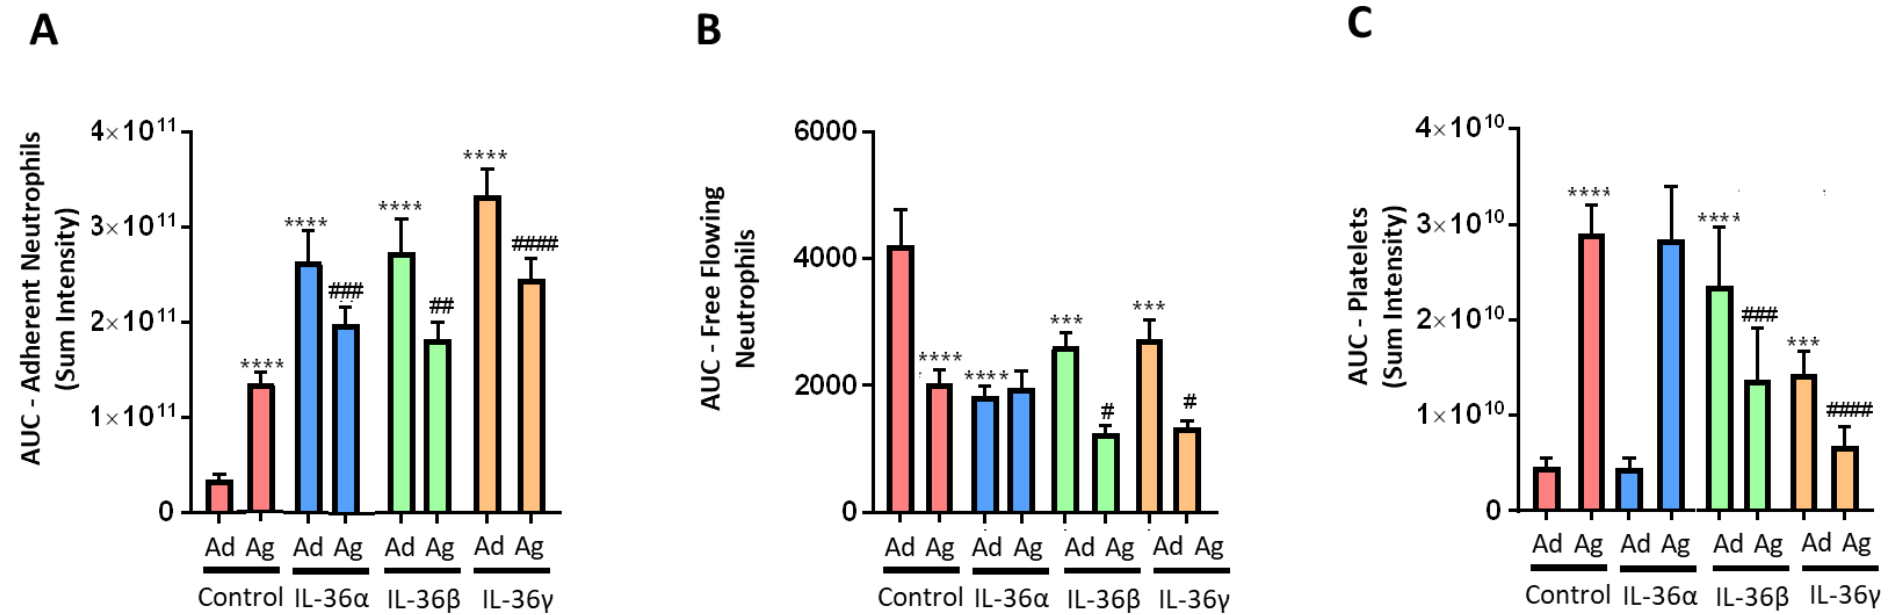 A
AUC - Adherent Neutrophils
(Sum Intensity)
4×10¹¹
3×10¹¹
2×10¹¹
1×10¹¹
0
****
****
###
****
##
****
####
Ad Ag Ad Ag Ad Ag Ad Ag
Control IL-36α IL-36β IL-36γ
B
AUC - Free Flowing
Neutrophils
6000
4000
2000
0
****
****
***
#
***
#
Ad Ag Ad Ag Ad Ag Ad Ag
Control IL-36α IL-36β IL-36γ
C
AUC - Platelets
(Sum Intensity)
4×10¹⁰
3×10¹⁰
2×10¹⁰
1×10¹⁰
0
****
****
###
***
####
Ad Ag Ad Ag Ad Ag Ad Ag
Control IL-36α IL-36β IL-36γ